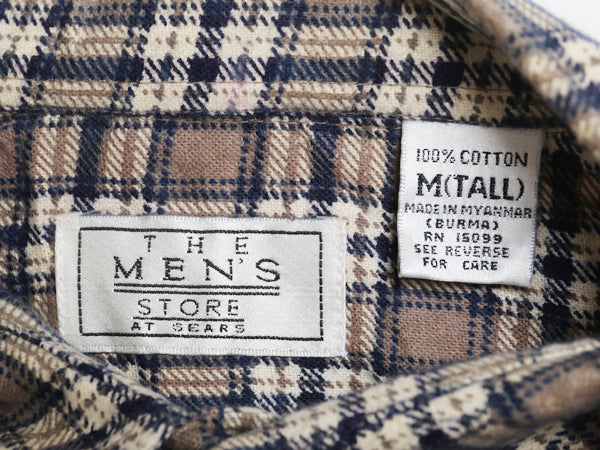 THE
MEN'S
STORE
AT SEARS
100% COTTON
M(TALL)
MADE IN MYANMAR
(BURMA)
RN 15099
SEE REVERSE
FOR CARE